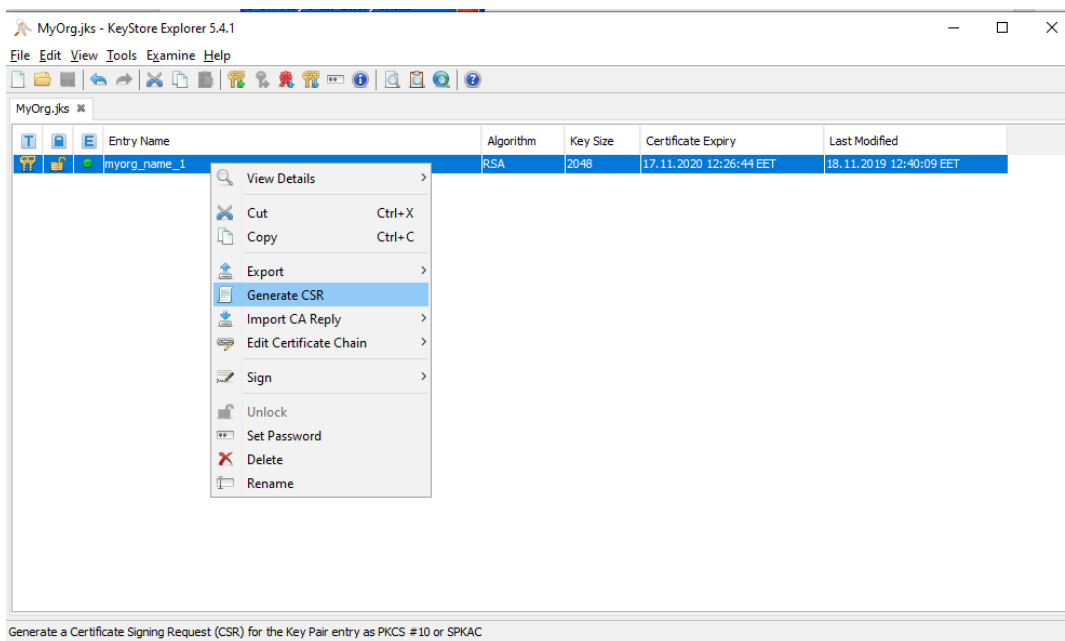 MyOrg.jks - KeyStore Explorer 5.4.1
File Edit View Tools Examine Help
MyOrg.jks
T E Entry Name Algorithm Key Size Certificate Expiry Last Modified
myorg_name_1 RSA 2048 17.11.2020 12:26:44 EET 18.11.2019 12:40:09 EET
View Details
Cut Ctrl+X
Copy Ctrl+C
Export
Generate CSR
Import CA Reply
Edit Certificate Chain
Sign
Unlock
Set Password
Delete
Rename
Generate a Certificate Signing Request (CSR) for the Key Pair entry as PKCS #10 or SPKAC